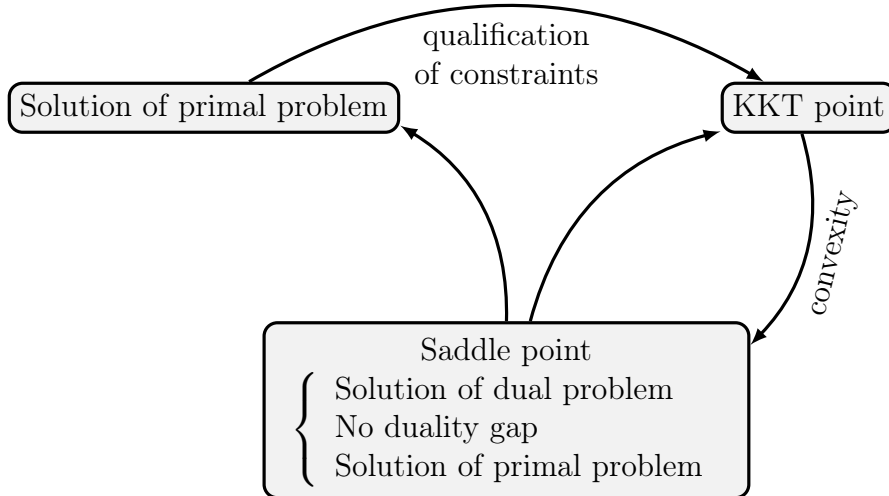 qualification
of constraints
Solution of primal problem
KKT point
convexity
Saddle point
Solution of dual problem
No duality gap
Solution of primal problem